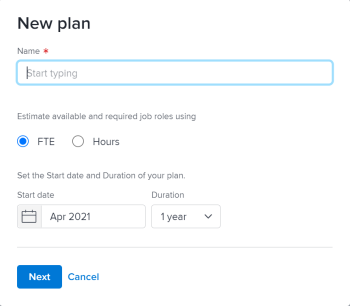 New plan
Name *
Start typing
Estimate available and required job roles using
FTE Hours
Set the Start date and Duration of your plan.
Start date Duration
Apr 2021 1 year
Next Cancel